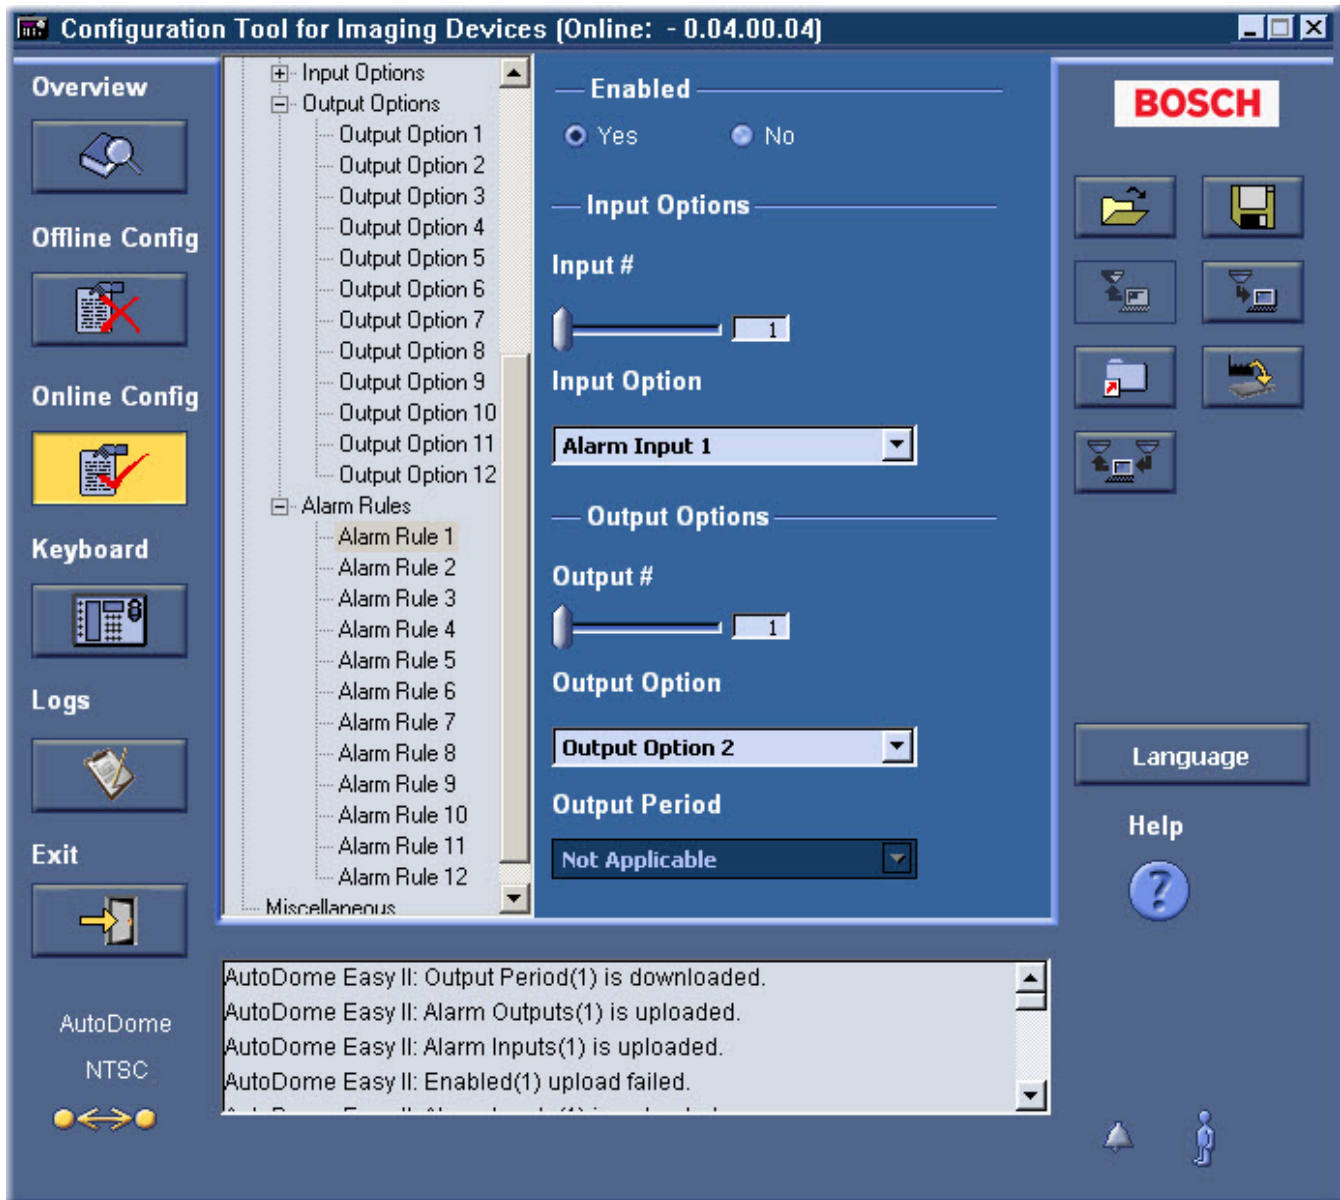 Configuration Tool for Imaging Devices (Online: - 0.04.00.04)
Overview
Offline Config
Online Config
Keyboard
Logs
Exit
AutoDome
NTSC
Input Options
Output Options
Output Option 1
Output Option 2
Output Option 3
Output Option 4
Output Option 5
Output Option 6
Output Option 7
Output Option 8
Output Option 9
Output Option 10
Output Option 11
Output Option 12
Alarm Rules
Alarm Rule 1
Alarm Rule 2
Alarm Rule 3
Alarm Rule 4
Alarm Rule 5
Alarm Rule 6
Alarm Rule 7
Alarm Rule 8
Alarm Rule 9
Alarm Rule 10
Alarm Rule 11
Alarm Rule 12
Miscellaneous
Enabled
Yes No
Input Options
Input #
1
Input Option
Alarm Input 1
Output Options
Output #
1
Output Option
Output Option 2
Output Period
Not Applicable
BOSCH
Language
Help
?
AutoDome Easy II: Output Period(1) is downloaded.
AutoDome Easy II: Alarm Outputs(1) is uploaded.
AutoDome Easy II: Alarm Inputs(1) is uploaded.
AutoDome Easy II: Enabled(1) upload failed.